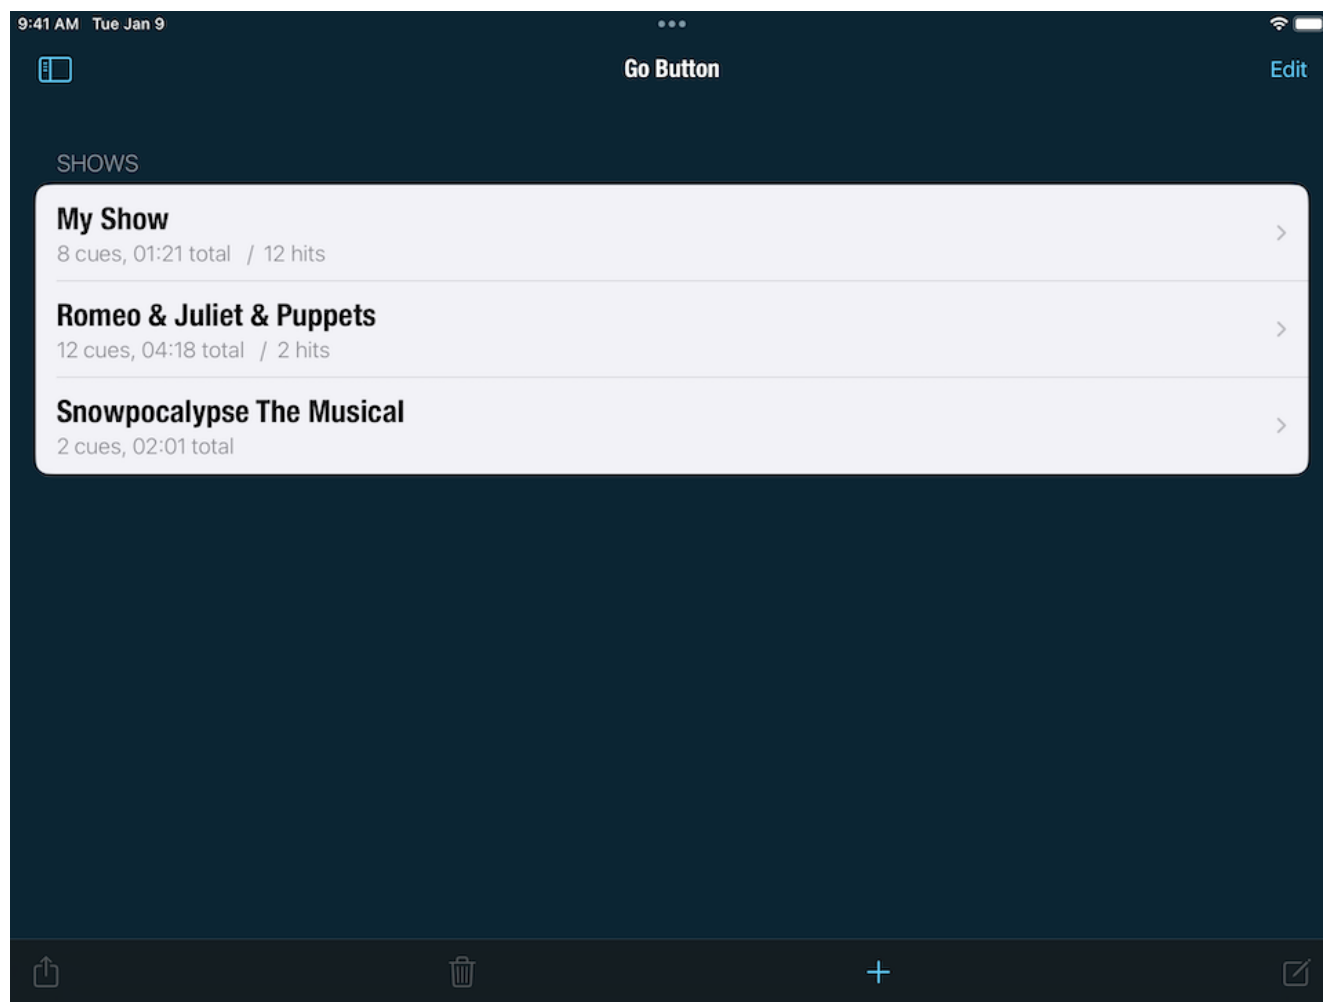 9:41 AM Tue Jan 9
Go Button
Edit
SHOWS
My Show
8 cues, 01:21 total / 12 hits
Romeo & Juliet & Puppets
12 cues, 04:18 total / 2 hits
Snowpocalypse The Musical
2 cues, 02:01 total